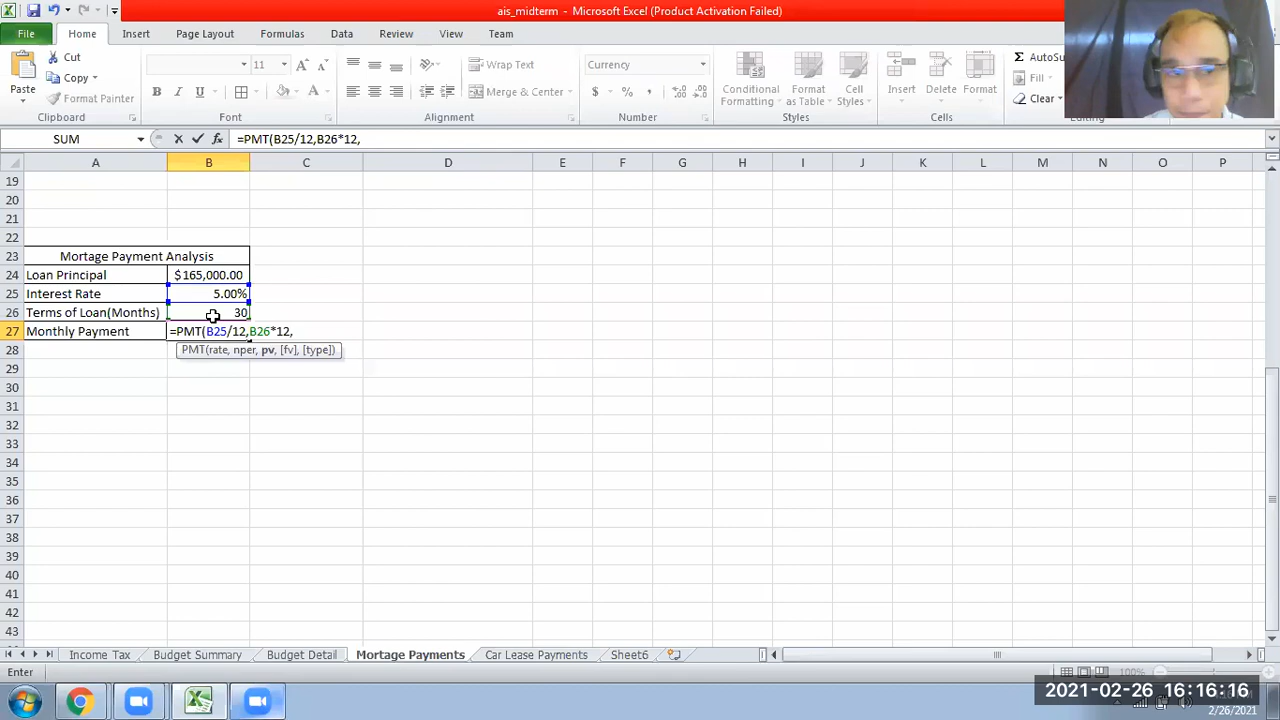 ais_midterm - Microsoft Excel (Product Activation Failed)
File Home Insert Page Layout Formulas Data Review View Team
Paste
Cut
Copy
Format Painter
Clipboard
11
A A
B I U
A
Font
Wrap Text
Merge & Center
Alignment
Currency
$ % ,
Number
Conditional Formatting
Format as Table
Cell Styles
Styles
Insert Delete Format
Cells
Σ AutoSu
Fill
Clear
SUM fx =PMT(B25/12,B26*12,
A B C D E F G H I J K L M N O P
19
20
21
22
23 Mortage Payment Analysis
24 Loan Principal $165,000.00
25 Interest Rate 5.00%
26 Terms of Loan(Months) 30
27 Monthly Payment =PMT(B25/12,B26*12,
28 PMT(rate, nper, pv, [fv], [type])
29
30
31
32
33
34
35
36
37
38
39
40
41
42
43
Income Tax Budget Summary Budget Detail Mortage Payments Car Lease Payments Sheet6
Enter 100%
2021-02-26 16:16:16
2/26/2021